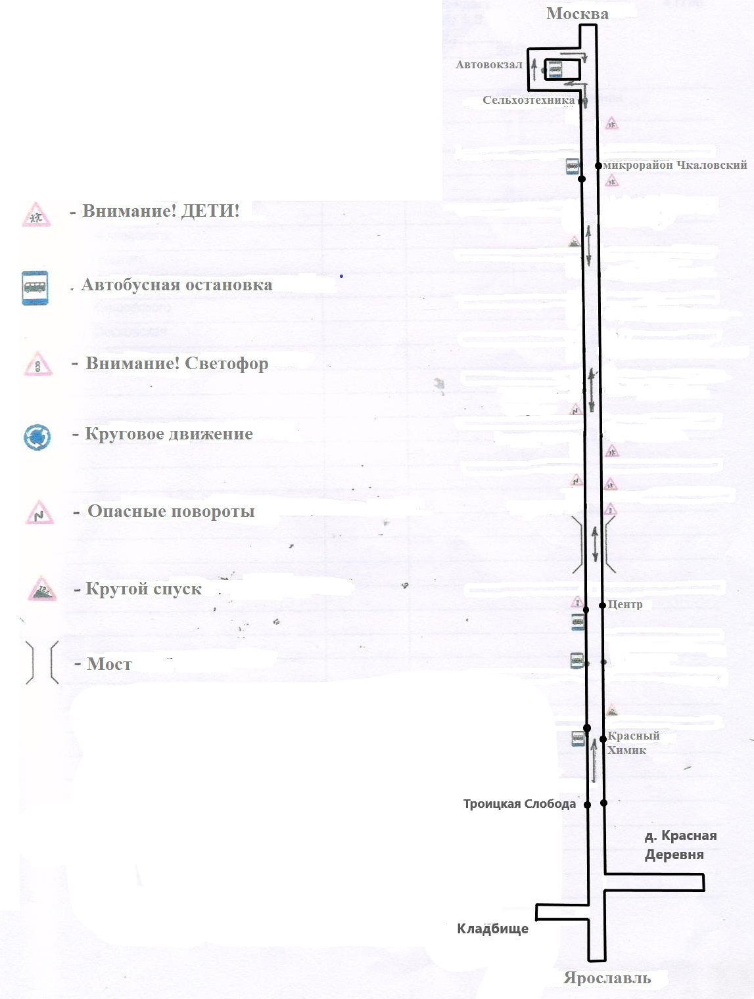 Москва
Автовокзал
Сельхозтехника
микрорайон Чкаловский
- Внимание! ДЕТИ!
. Автобусная остановка
- Внимание! Светофор
- Круговое движение
- Опасные повороты
- Крутой спуск
Центр
- Мост
Красный
Химик
Троицкая Слобода
д. Красная
Деревня
Кладбище
Ярославль